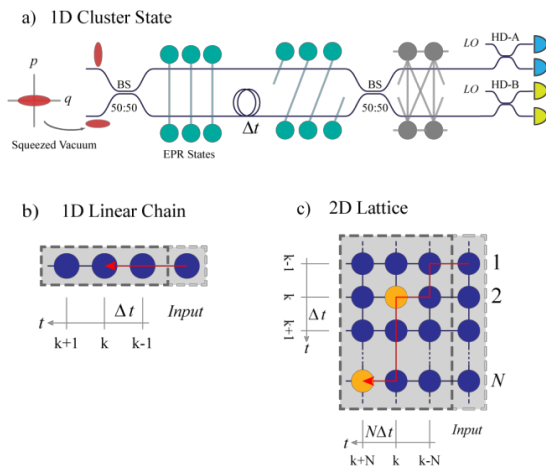 a) 1D Cluster State
p
q
Squeezed Vacuum
BS
50:50
EPR States
Δt
BS
50:50
LO
HD-A
LO
HD-B
b) 1D Linear Chain
Δt
Input
t
k+1
k
k-1
c) 2D Lattice
k-1
k
Δt
k+1
t
1
2
N
NΔt
Input
t
k+N
k
k-N